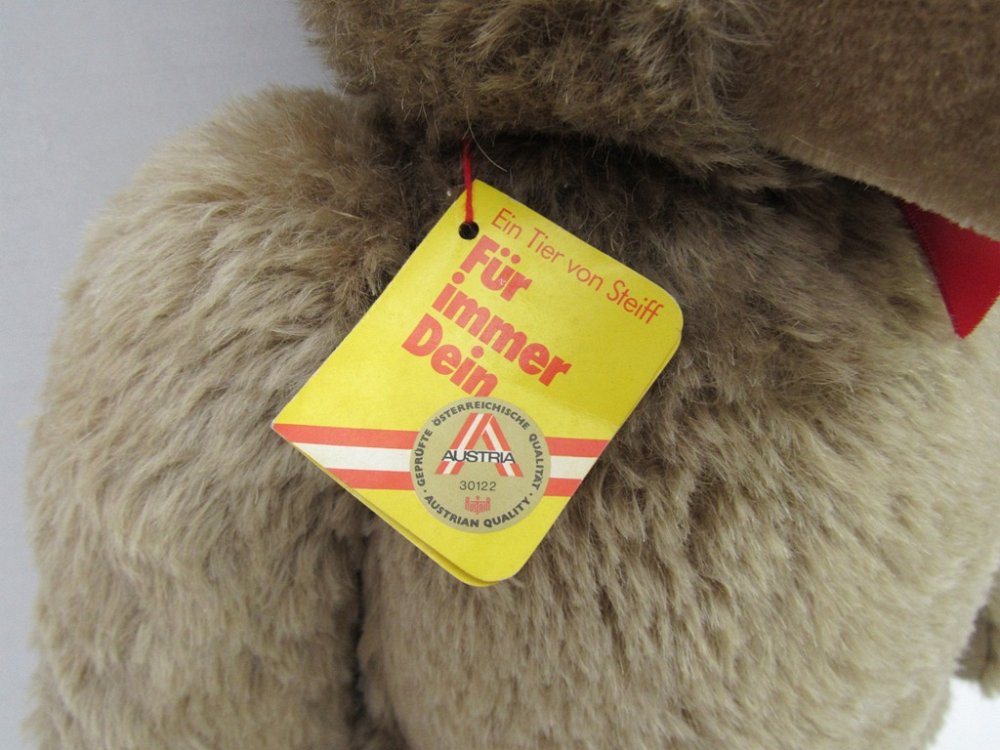 Ein Tier von Steiff
Für
immer
Dein
GEPRÜFTE ÖSTERREICHISCHE QUALITÄT
AUSTRIA
30122
· AUSTRIAN QUALITY ·